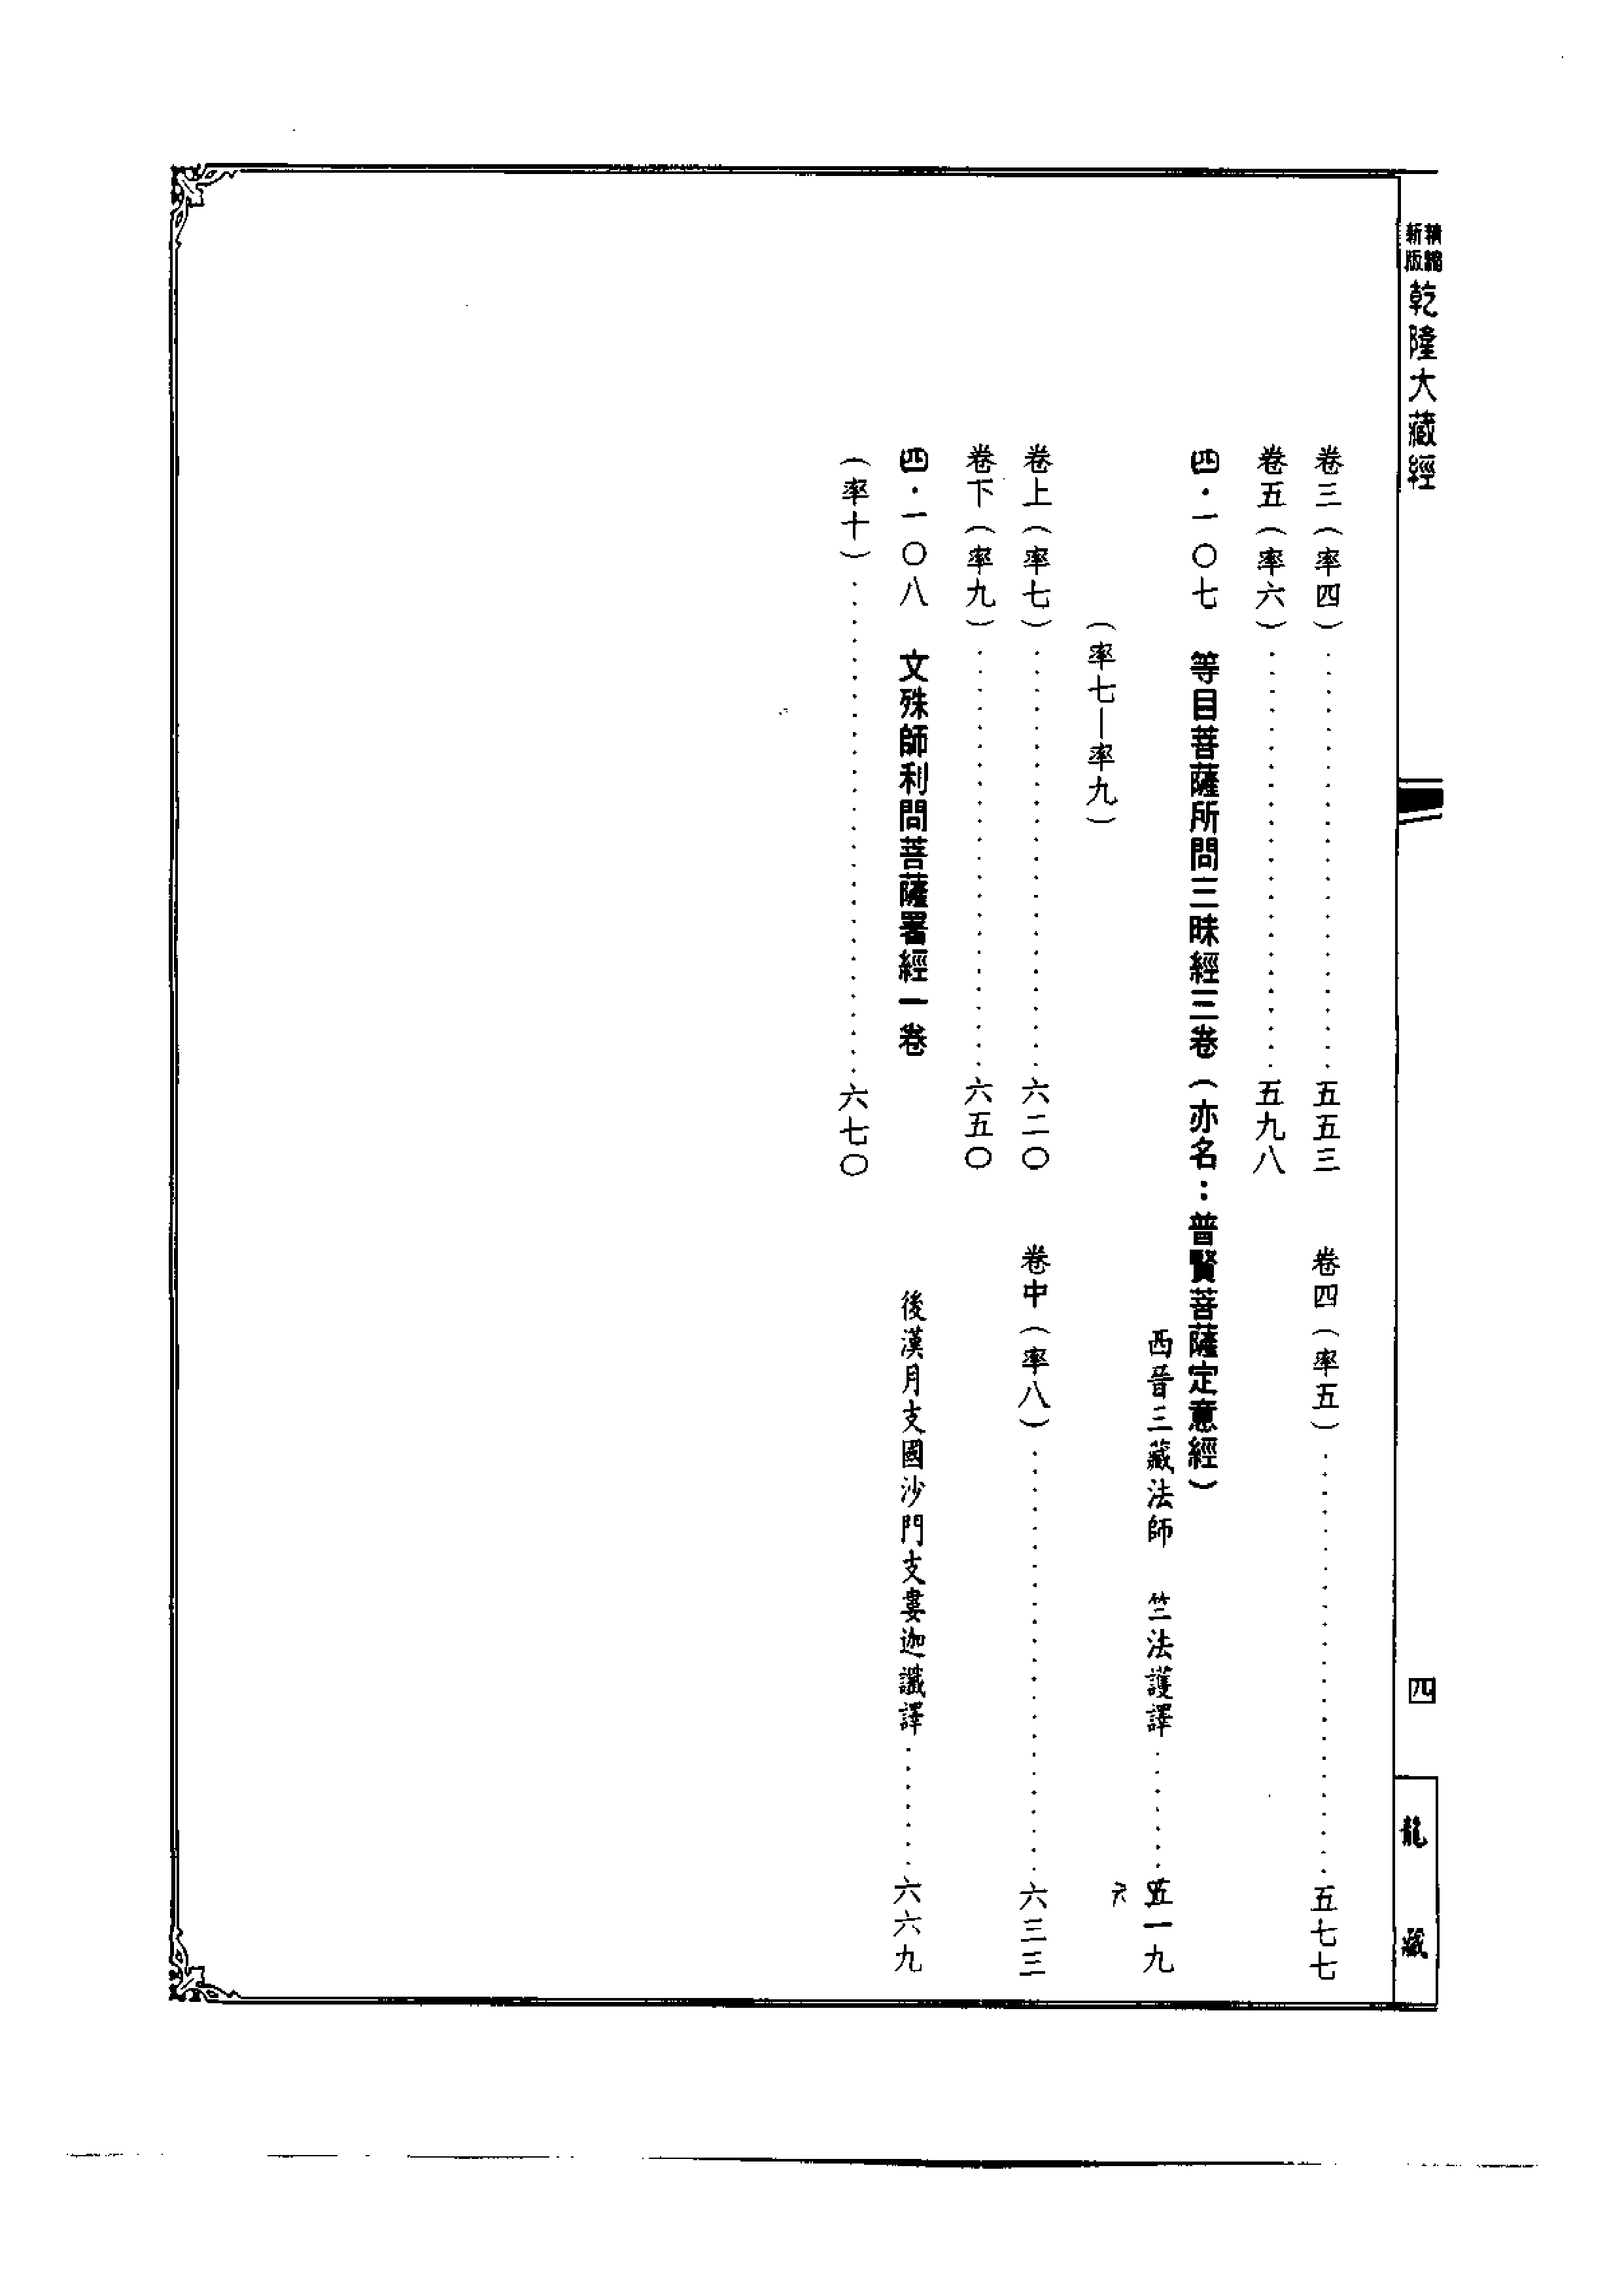 新版
乾隆大藏經
四
龍藏
卷三（率四）⋯⋯⋯⋯五五三　卷四（率五）⋯⋯⋯⋯五七七
卷五（率六）⋯⋯⋯⋯五九八
四・一〇七　等目菩薩所問三昧經三卷（亦名：普賢菩薩定意經）
西晉三藏法師　竺法護譯⋯⋯五一九
（率七—率九）
六
卷上（率七）⋯⋯⋯⋯六二〇　卷中（率八）⋯⋯⋯⋯六三三
卷下（率九）⋯⋯⋯⋯六五〇
四・一〇八　文殊師利問菩薩署經一卷　後漢月支國沙門支婁迦讖譯⋯⋯六六九
（率十）⋯⋯⋯⋯六七〇